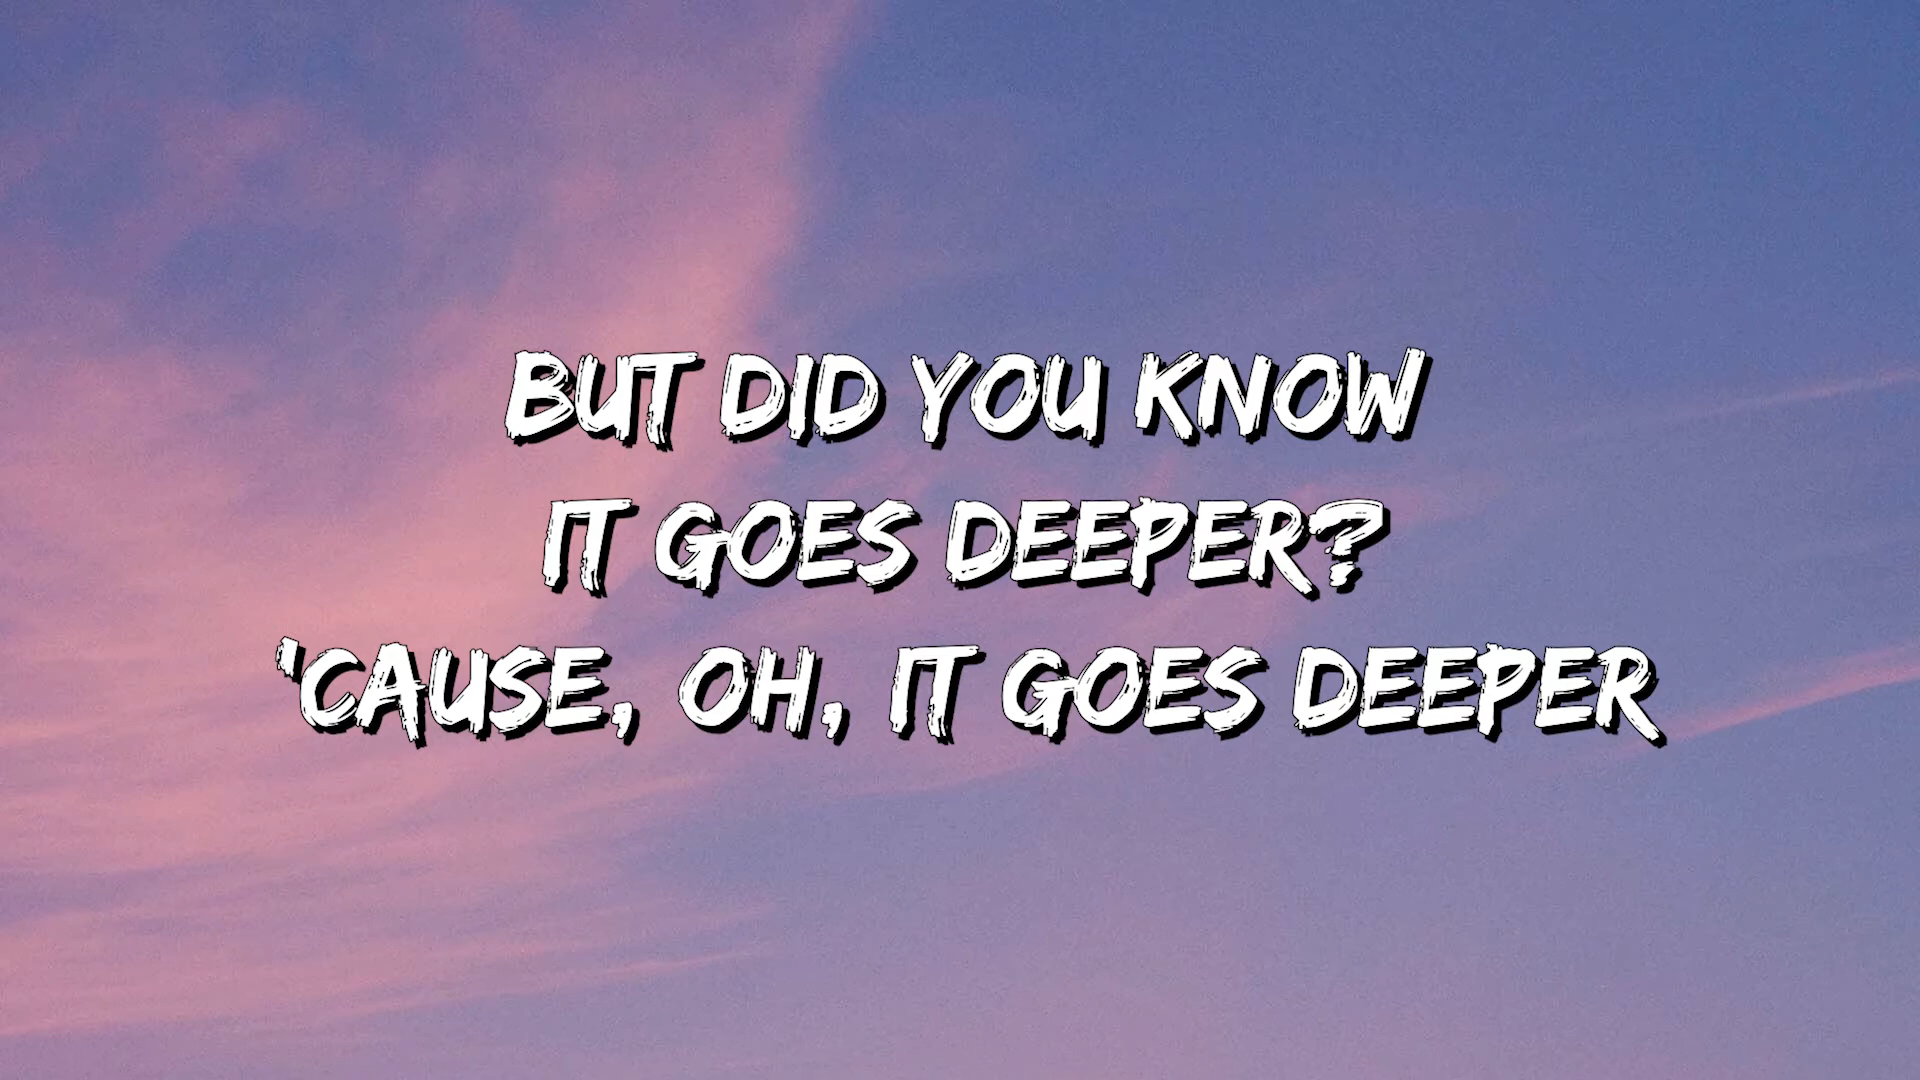 BUT DID YOU KNOW
IT GOES DEEPER?
'CAUSE, OH, IT GOES DEEPER